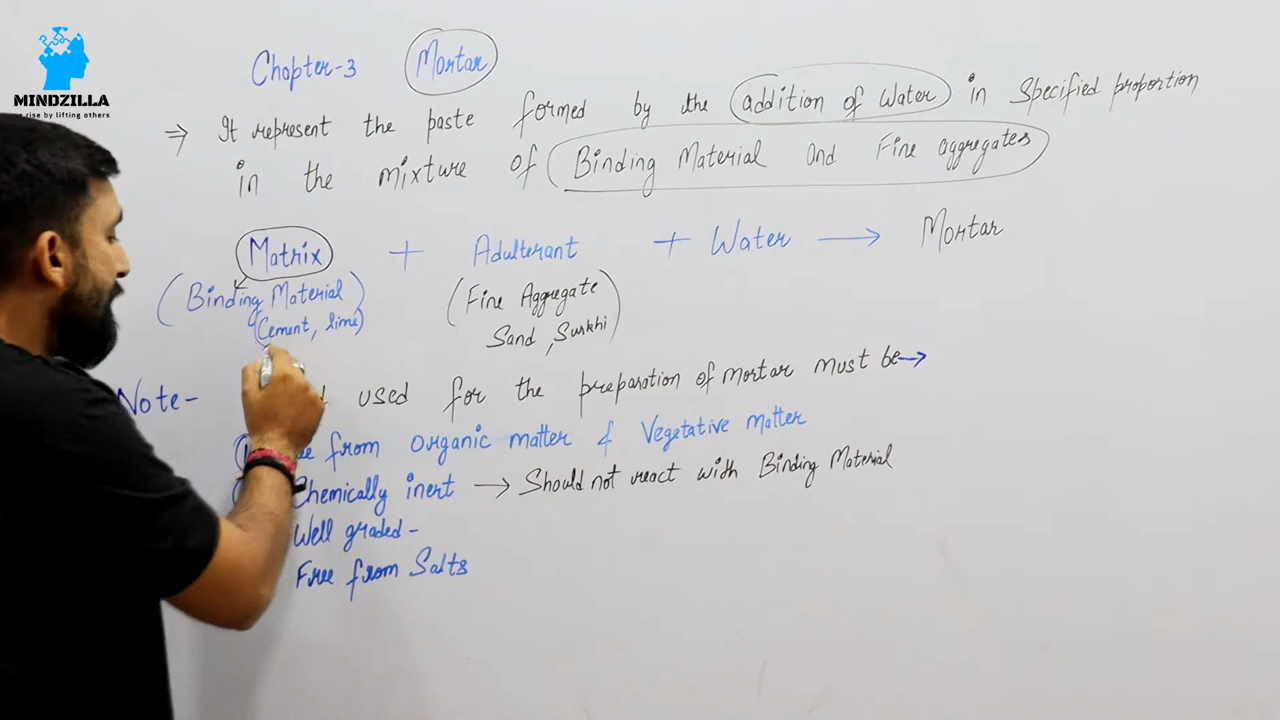 MINDZILLA
rise by lifting others
Chapter-3 Mortar
⇒ It represent the paste formed by the addition of Water in Specified proportion
in the mixture of Binding Material and Fine aggregates
Matrix + Adulterant + Water → Mortar
(Binding Material) (Fine Aggregate
(Cement, lime) Sand, Surkhi)
Note- used for the preparation of mortar must be→
from Organic matter & Vegetative matter
Chemically inert → Should not react with Binding Material
Well graded-
Free from Salts